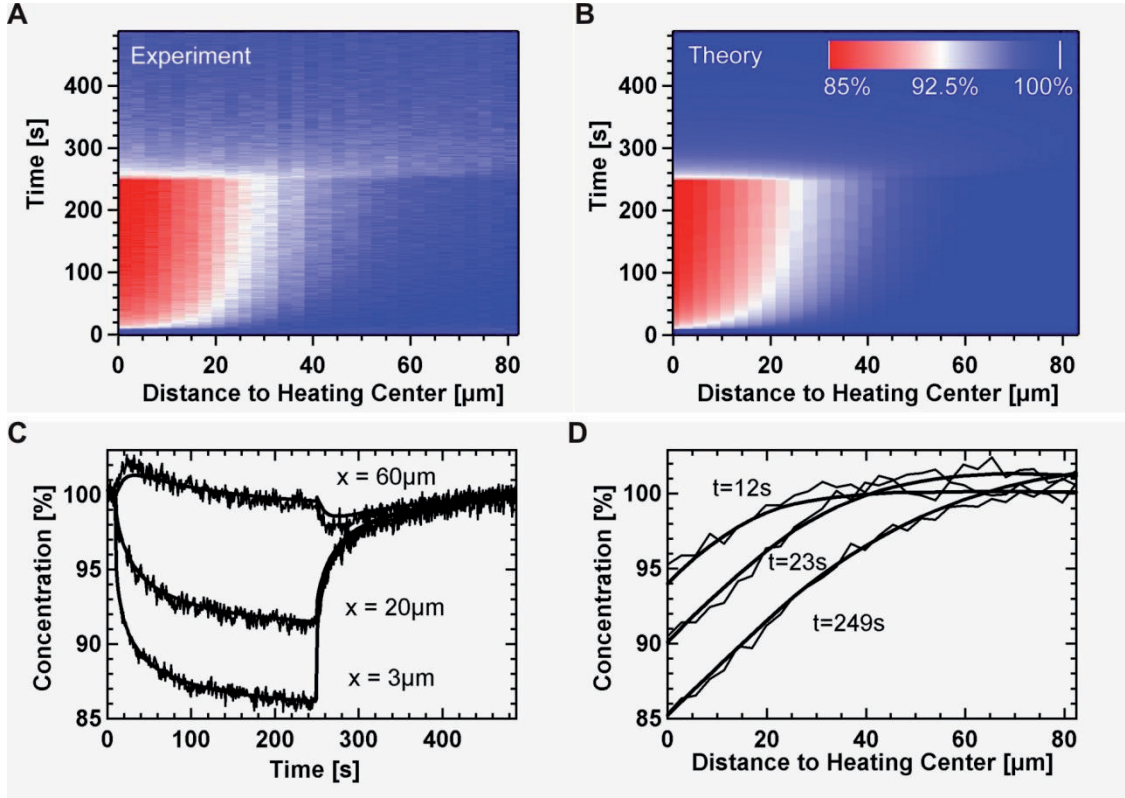 A
Experiment
Time [s]
400
300
200
100
0
0 20 40 60 80
Distance to Heating Center [µm]
B
Theory
85% 92.5% 100%
Time [s]
400
300
200
100
0
0 20 40 60 80
Distance to Heating Center [µm]
C
Concentration [%]
100
95
90
85
x = 60µm
x = 20µm
x = 3µm
0 100 200 300 400
Time [s]
D
Concentration [%]
100
95
90
85
t=12s
t=23s
t=249s
0 20 40 60 80
Distance to Heating Center [µm]